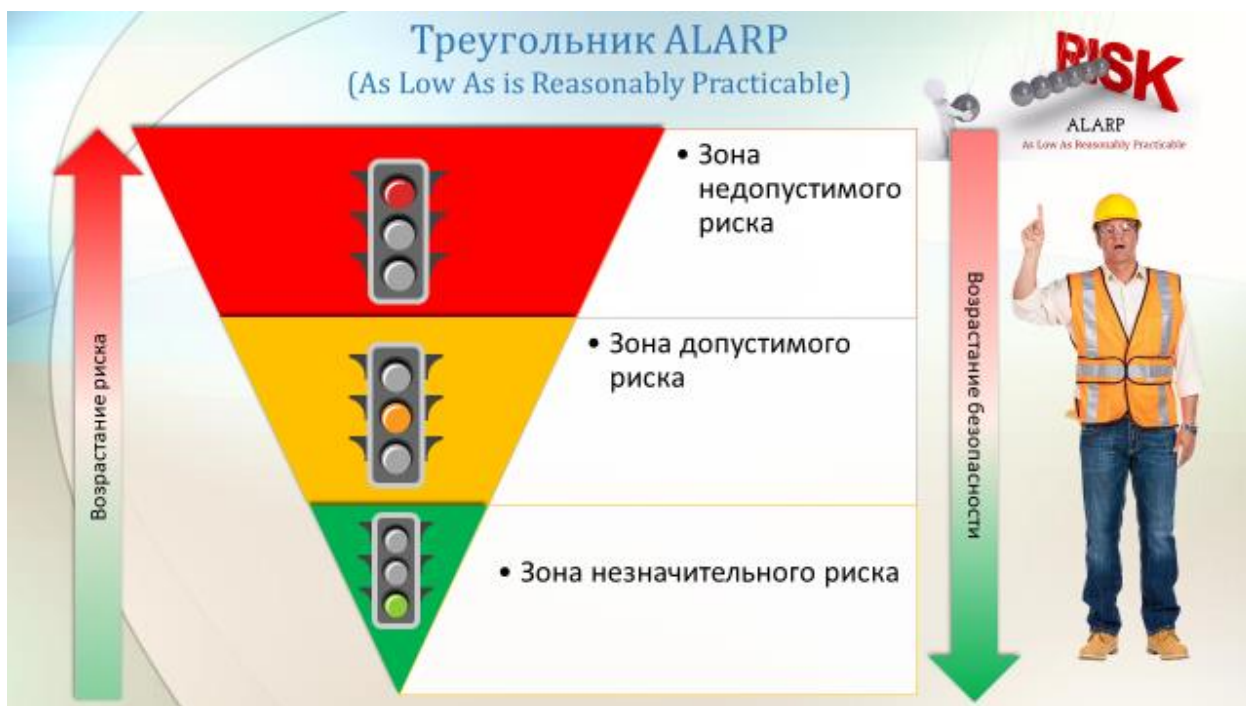 Треугольник ALARP
(As Low As is Reasonably Practicable)
RISK
ALARP
As Low As Reasonably Practicable
Возрастание риска
• Зона
недопустимого
риска
• Зона допустимого
риска
• Зона незначительного риска
Возрастание безопасности